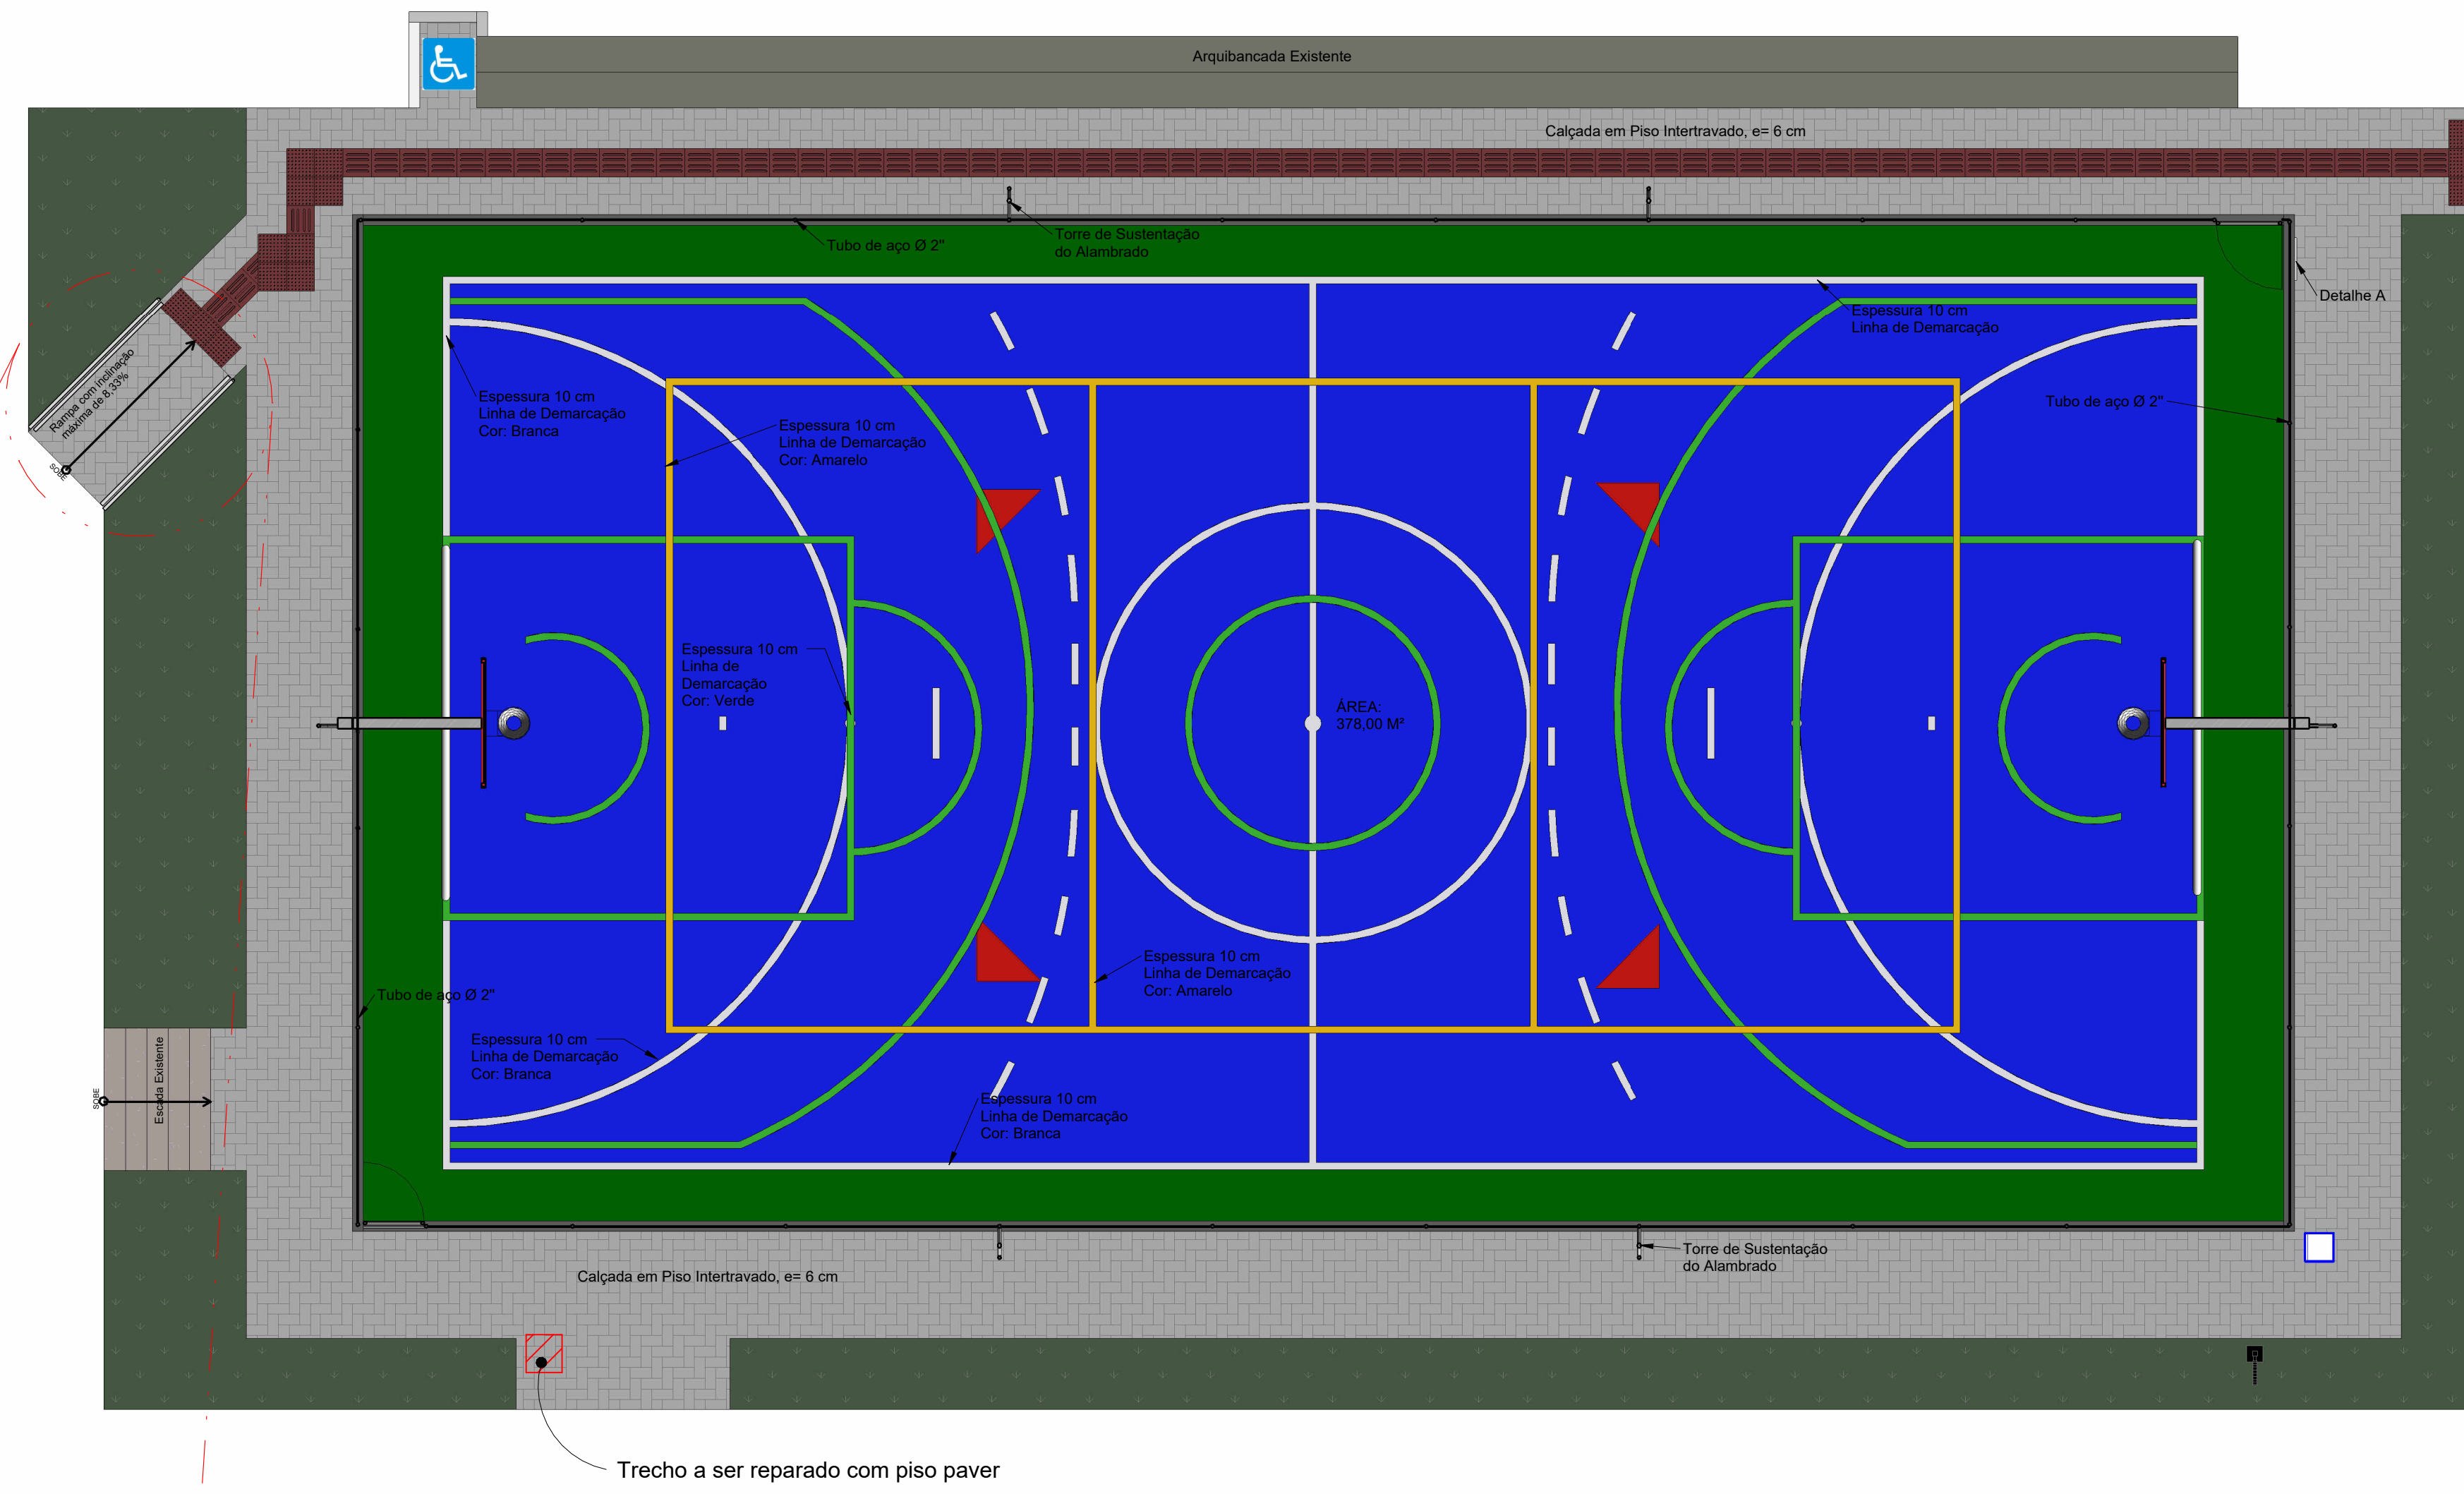 Arquibancada Existente
Calçada em Piso Intertravado, e= 6 cm
Tubo de aço Ø 2"
Torre de Sustentação
do Alambrado
Detalhe A
Espessura 10 cm
Linha de Demarcação
Rampa com inclinação
máxima de 8,33%
SOBE
Espessura 10 cm
Linha de Demarcação
Cor: Branca
Espessura 10 cm
Linha de Demarcação
Cor: Amarelo
Tubo de aço Ø 2"
Espessura 10 cm
Linha de
Demarcação
Cor: Verde
ÁREA:
378,00 M²
Espessura 10 cm
Linha de Demarcação
Cor: Amarelo
Tubo de aço Ø 2"
Espessura 10 cm
Linha de Demarcação
Cor: Branca
Escada Existente
SOBE
Espessura 10 cm
Linha de Demarcação
Cor: Branca
Torre de Sustentação
do Alambrado
Calçada em Piso Intertravado, e= 6 cm
Trecho a ser reparado com piso paver